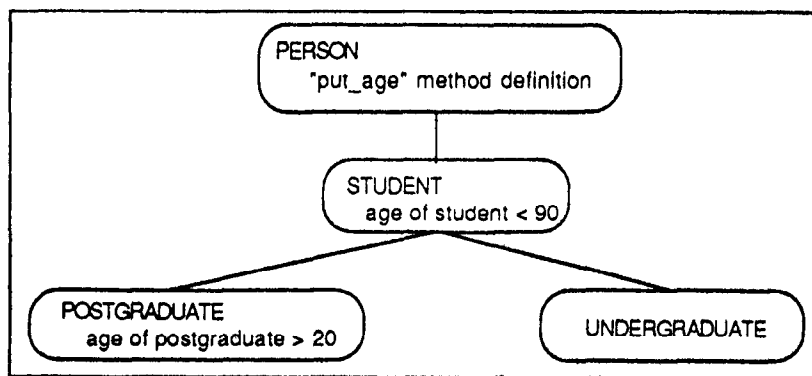 PERSON
"put_age" method definition
STUDENT
age of student < 90
POSTGRADUATE
age of postgraduate > 20
UNDERGRADUATE